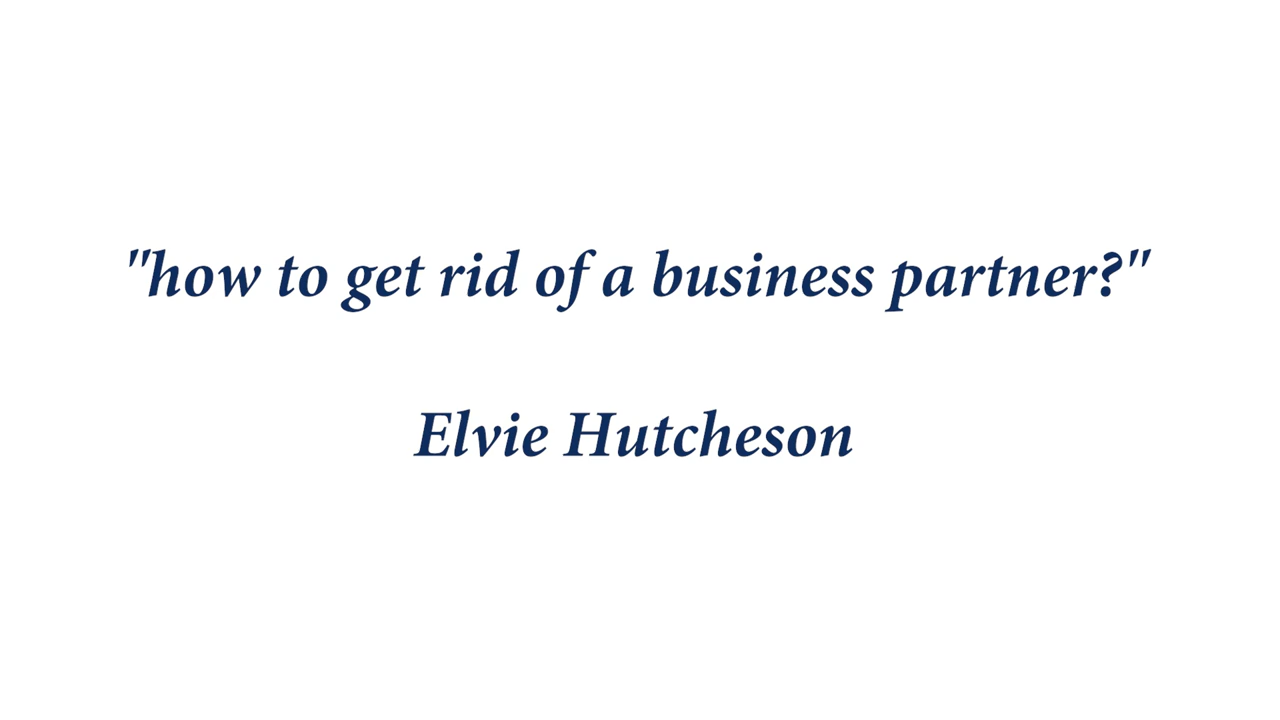 "how to get rid of a business partner?"
Elvie Hutcheson